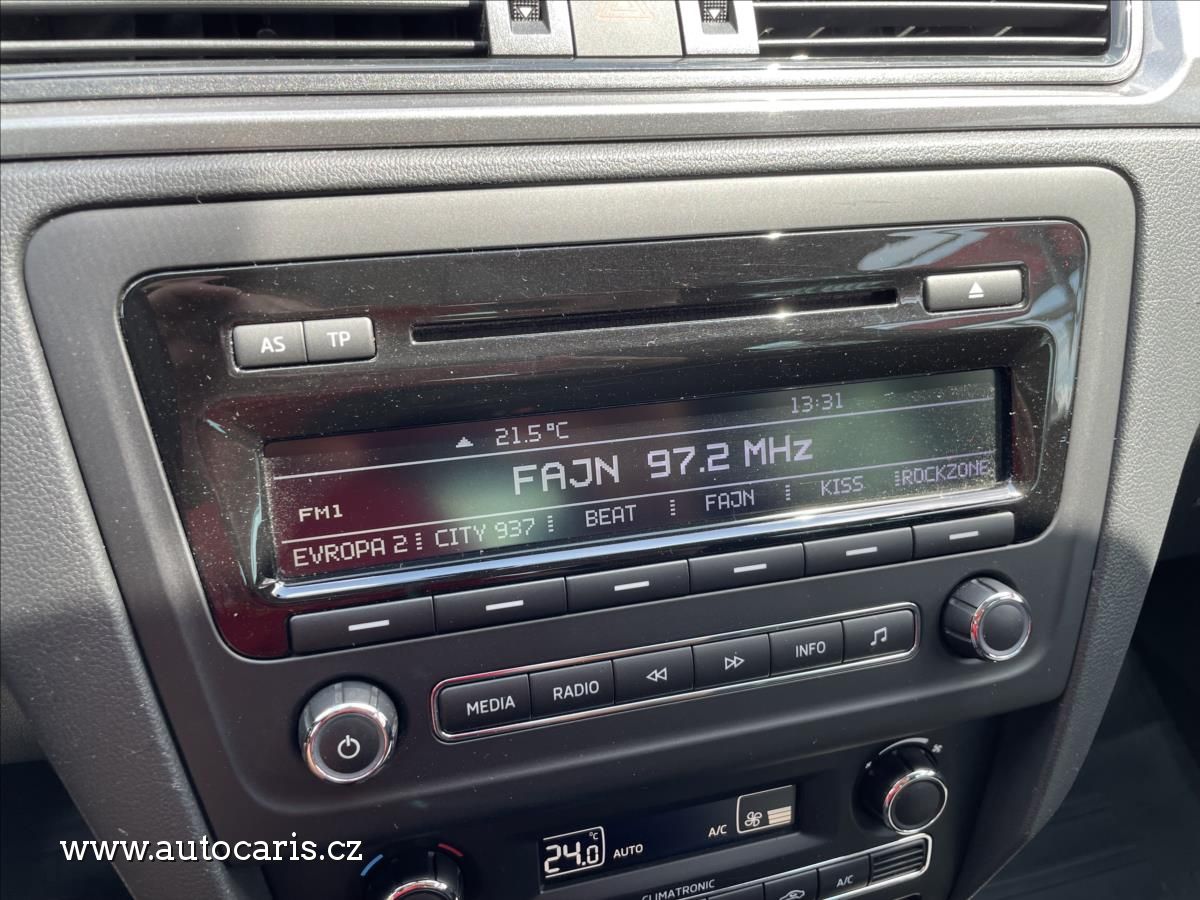 AS TP
21.5°C 13:31
FAJN 97.2 MHz
FM1
EVROPA 2 CITY 937 BEAT FAJN KISS ROCKZONE
MEDIA RADIO INFO
A/C
24.0 °C AUTO
CLIMATRONIC
A/C
www.autocaris.cz